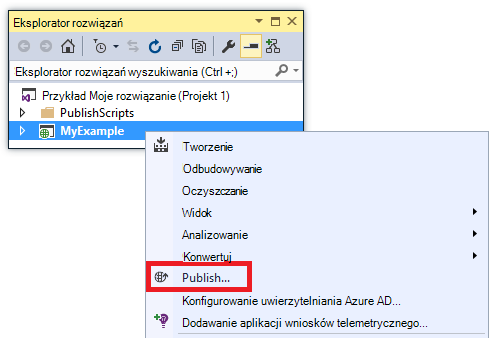 Eksplorator rozwiązań
Eksploratora rozwiązań wyszukiwania (Ctrl +;)
Przykład Moje rozwiązanie (Projekt 1)
PublishScripts
MyExample
Tworzenie
Odbudowywanie
Oczyszczanie
Widok
Analizowanie
Konwertuj
Publish...
Konfigurowanie uwierzytelniania Azure AD...
Dodawanie aplikacji wniosków telemetrycznego...